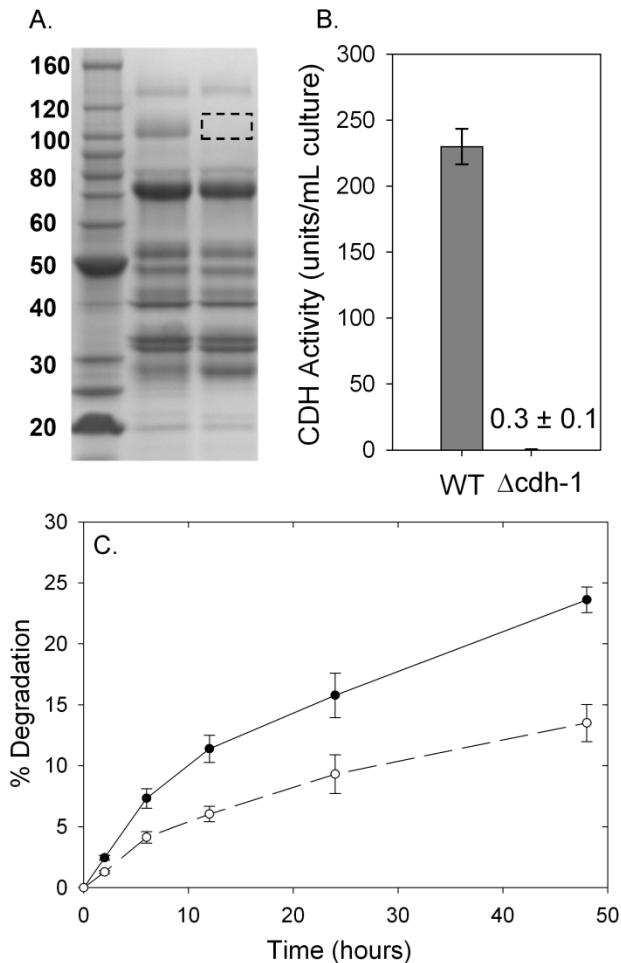 A.
160
120
100
80
60
50
40
30
20
B.
CDH Activity (units/mL culture)
300
250
200
150
100
50
0
0.3 ± 0.1
WT Δcdh-1
C.
% Degradation
30
25
20
15
10
5
0
0 10 20 30 40 50
Time (hours)